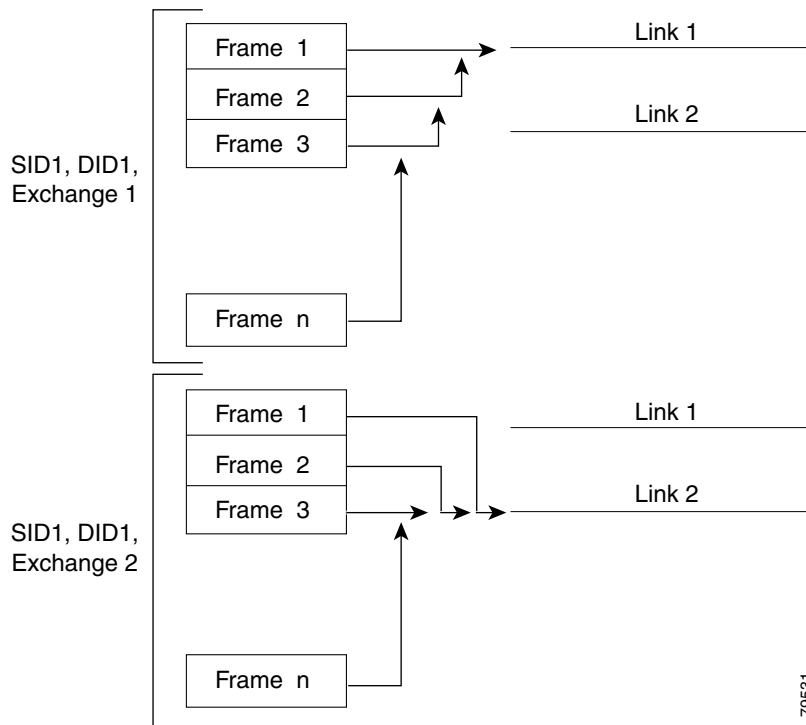 Frame 1
Link 1
Frame 2
Link 2
Frame 3
SID1, DID1,
Exchange 1
Frame n
Frame 1
Link 1
Frame 2
Link 2
Frame 3
SID1, DID1,
Exchange 2
Frame n
79531